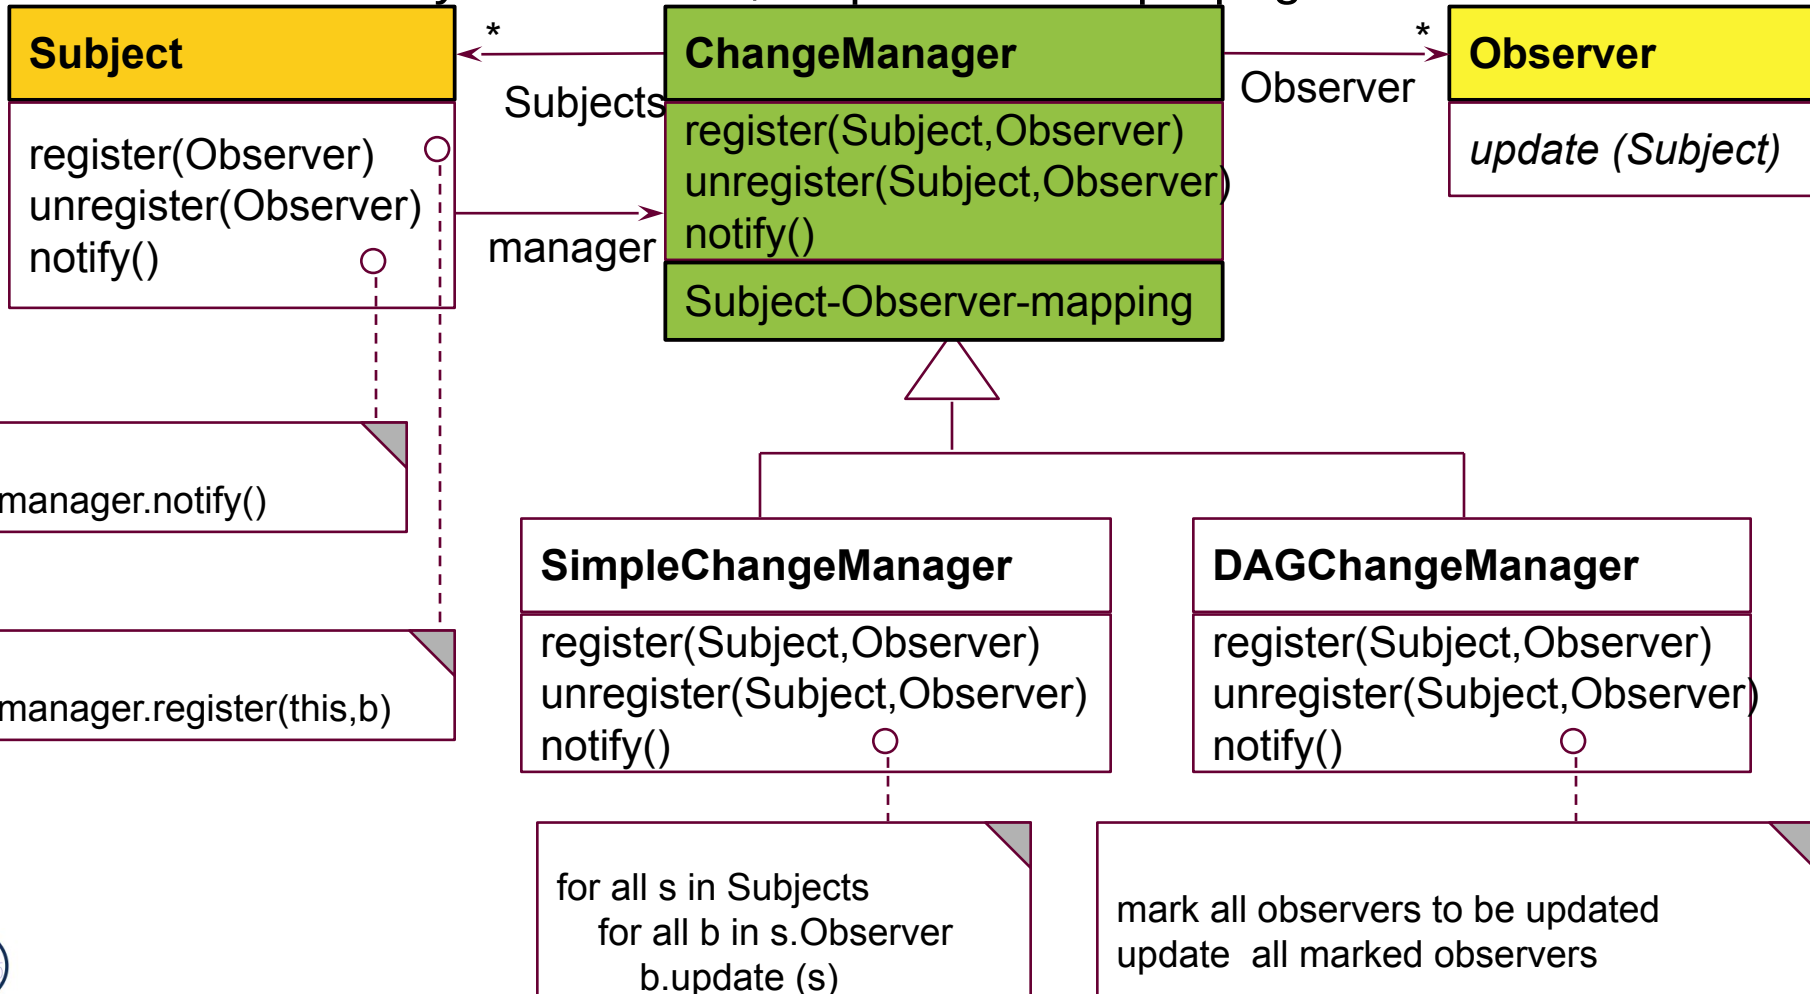 Subject
register(Observer)
unregister(Observer)
notify()
*
Subjects
manager
ChangeManager
register(Subject,Observer)
unregister(Subject,Observer)
notify()
Subject-Observer-mapping
*
Observer
Observer
update (Subject)
manager.notify()
manager.register(this,b)
SimpleChangeManager
register(Subject,Observer)
unregister(Subject,Observer)
notify()
for all s in Subjects
for all b in s.Observer
b.update (s)
DAGChangeManager
register(Subject,Observer)
unregister(Subject,Observer)
notify()
mark all observers to be updated
update  all marked observers